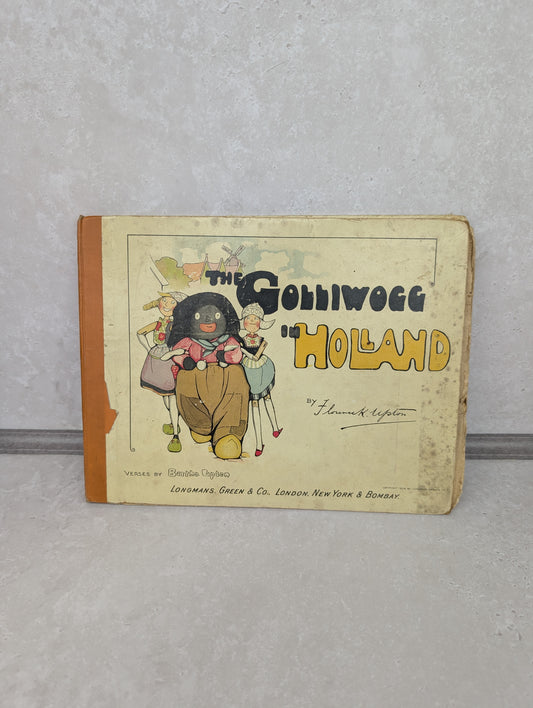 THE GOLLIWOGG
in HOLLAND
BY Florence K. Upton
VERSES BY Bertha Upton
LONGMANS, GREEN & CO., LONDON, NEW YORK & BOMBAY.